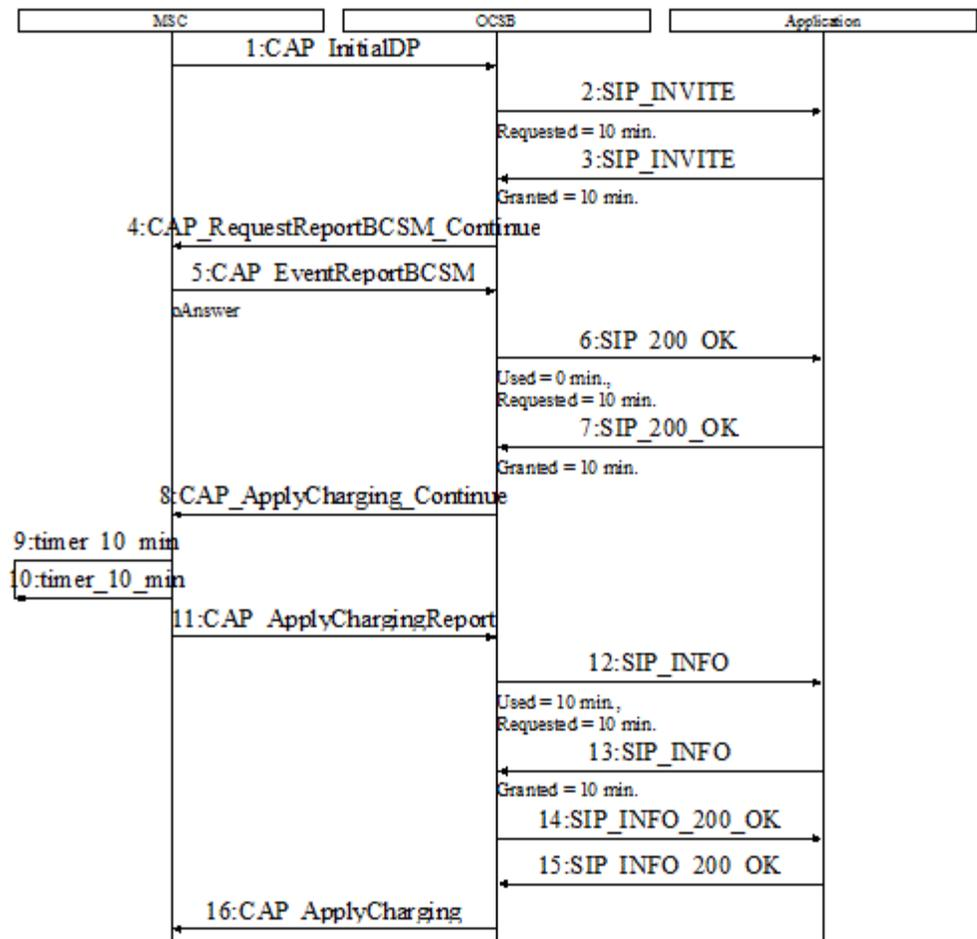 MSC
OCSB
Application
1:CAP_InitialDP
2:SIP_INVITE
Requested = 10 min.
3:SIP_INVITE
Granted = 10 min.
4:CAP_RequestReportBCSM_Continue
5:CAP_EventReportBCSM
oAnswer
6:SIP_200_OK
Used = 0 min.,
Requested = 10 min.
7:SIP_200_OK
Granted = 10 min.
8:CAP_ApplyCharging_Continue
9:timer_10_min
10:timer_10_min
11:CAP_ApplyChargingReport
12:SIP_INFO
Used = 10 min.,
Requested = 10 min.
13:SIP_INFO
Granted = 10 min.
14:SIP_INFO_200_OK
15:SIP_INFO_200_OK
16:CAP_ApplyCharging